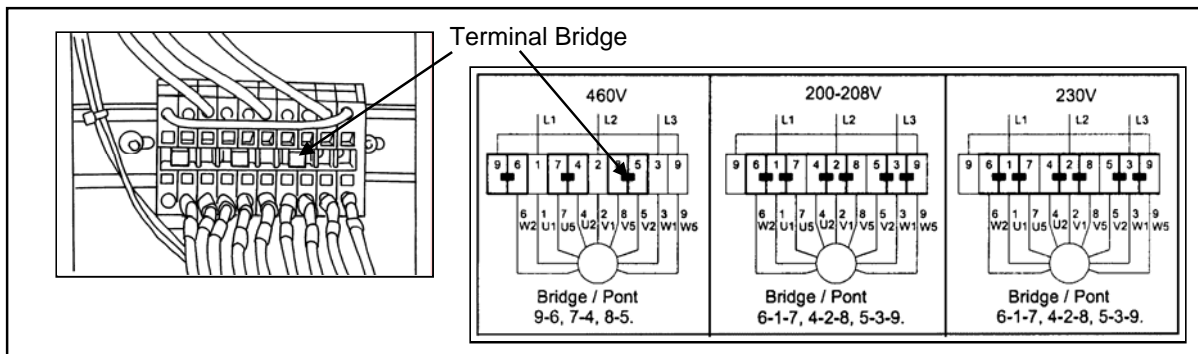 Terminal Bridge
460V
L1 L2 L3
9 6 1 7 4 2 8 5 3 9
6 1 7 4 8 5 3 9
W2 U1 U5 U2 V1 V5 V2 W1 W5
2
Bridge / Pont
9-6, 7-4, 8-5.
200-208V
L1 L2 L3
9 6 1 7 4 2 8 5 3 9
6 1 7 4 8 5 3 9
W2 U1 U5 U2 V1 V5 V2 W1 W5
2
Bridge / Pont
6-1-7, 4-2-8, 5-3-9.
230V
L1 L2 L3
9 6 1 7 4 2 8 5 3 9
6 1 7 4 8 5 3 9
W2 U1 U5 U2 V1 V5 V2 W1 W5
2
Bridge / Pont
6-1-7, 4-2-8, 5-3-9.